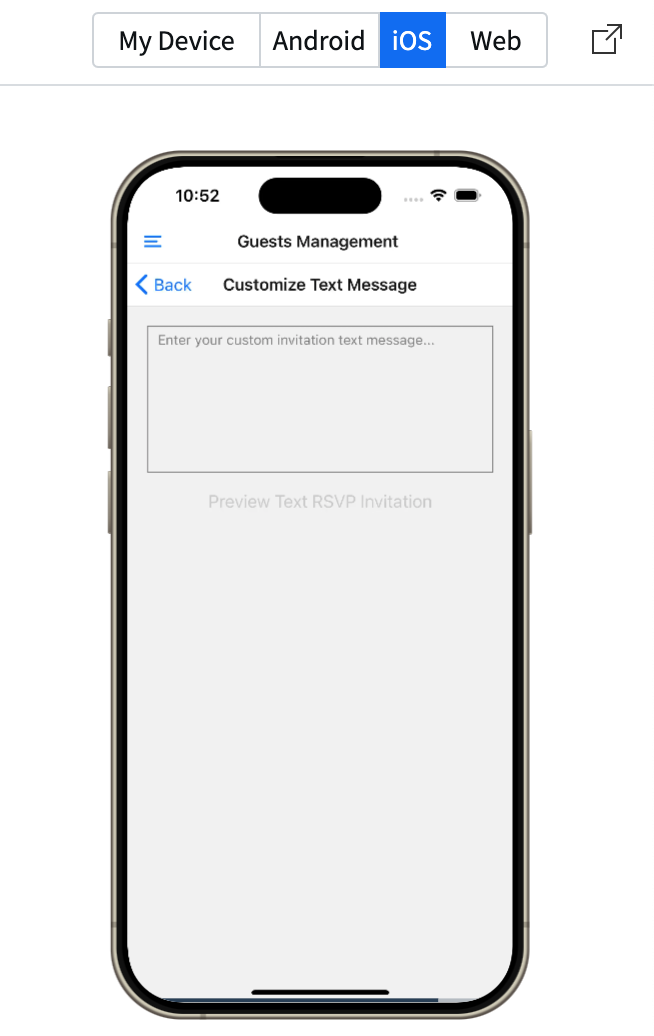 My Device Android iOS Web
10:52
Guests Management
Back Customize Text Message
Enter your custom invitation text message...
Preview Text RSVP Invitation